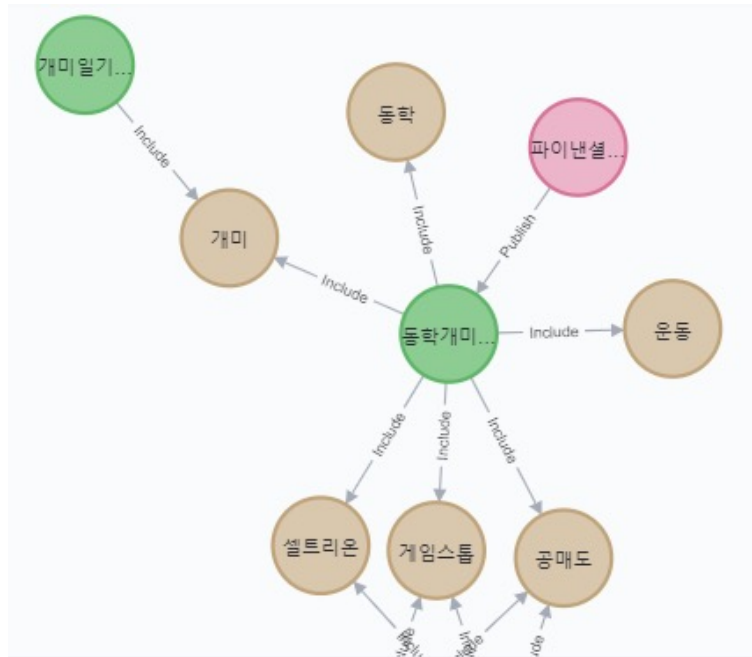 개미일기...
동학
파이낸셜...
Include
개미
Include
Publish
Include
동학개미...
Include
운동
Include
Include
Include
셀트리온
게임스톱
공매도